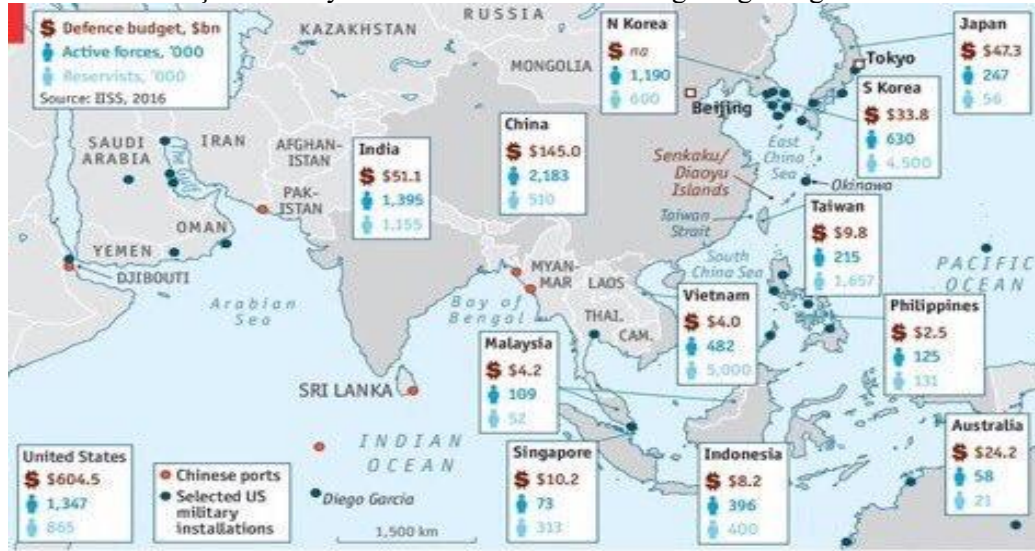 $ Defence budget, $bn
Active forces, '000
Reservists, '000
Source: IISS, 2016
KAZAKHSTAN
RUSSIA
MONGOLIA
N Korea
$ na
1,190
600
Japan
$47.3
247
56
Tokyo
Beijing
S Korea
$33.8
630
4,500
SAUDI
ARABIA
The Gulf
IRAN
AFGHAN-
ISTAN
PAK-
ISTAN
India
$51.1
1,395
1,155
China
$145.0
2,183
510
East
China
Sea
Senkaku/
Diaoyu
Islands
Okinawa
Taiwan
Strait
Taiwan
$9.8
215
1,657
OMAN
YEMEN
DJIBOUTI
Arabian
Sea
Bay of
Bengal
MYAN-
MAR
LAOS
THAI.
CAM.
South
China Sea
PACIFIC
OCEAN
Vietnam
$4.0
482
5,000
Philippines
$2.5
125
131
Malaysia
$4.2
109
52
SRI LANKA
INDIAN
OCEAN
Diego Garcia
1,500 km
Singapore
$10.2
73
313
Indonesia
$8.2
396
400
Australia
$24.2
58
21
United States
$604.5
1,347
865
Chinese ports
Selected US
military
installations